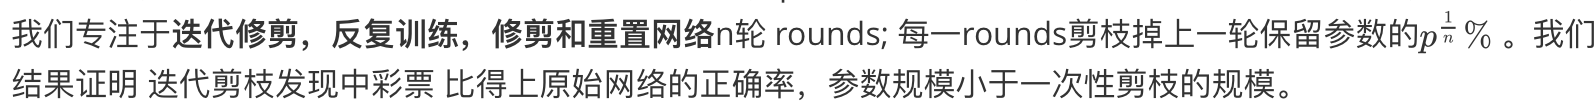 我们专注于迭代修剪，反复训练，修剪和重置网络n轮 rounds; 每一rounds剪枝掉上一轮保留参数的$p^{\frac{1}{n}}\%$ 。我们
结果证明 迭代剪枝发现中彩票 比得上原始网络的正确率，参数规模小于一次性剪枝的规模。